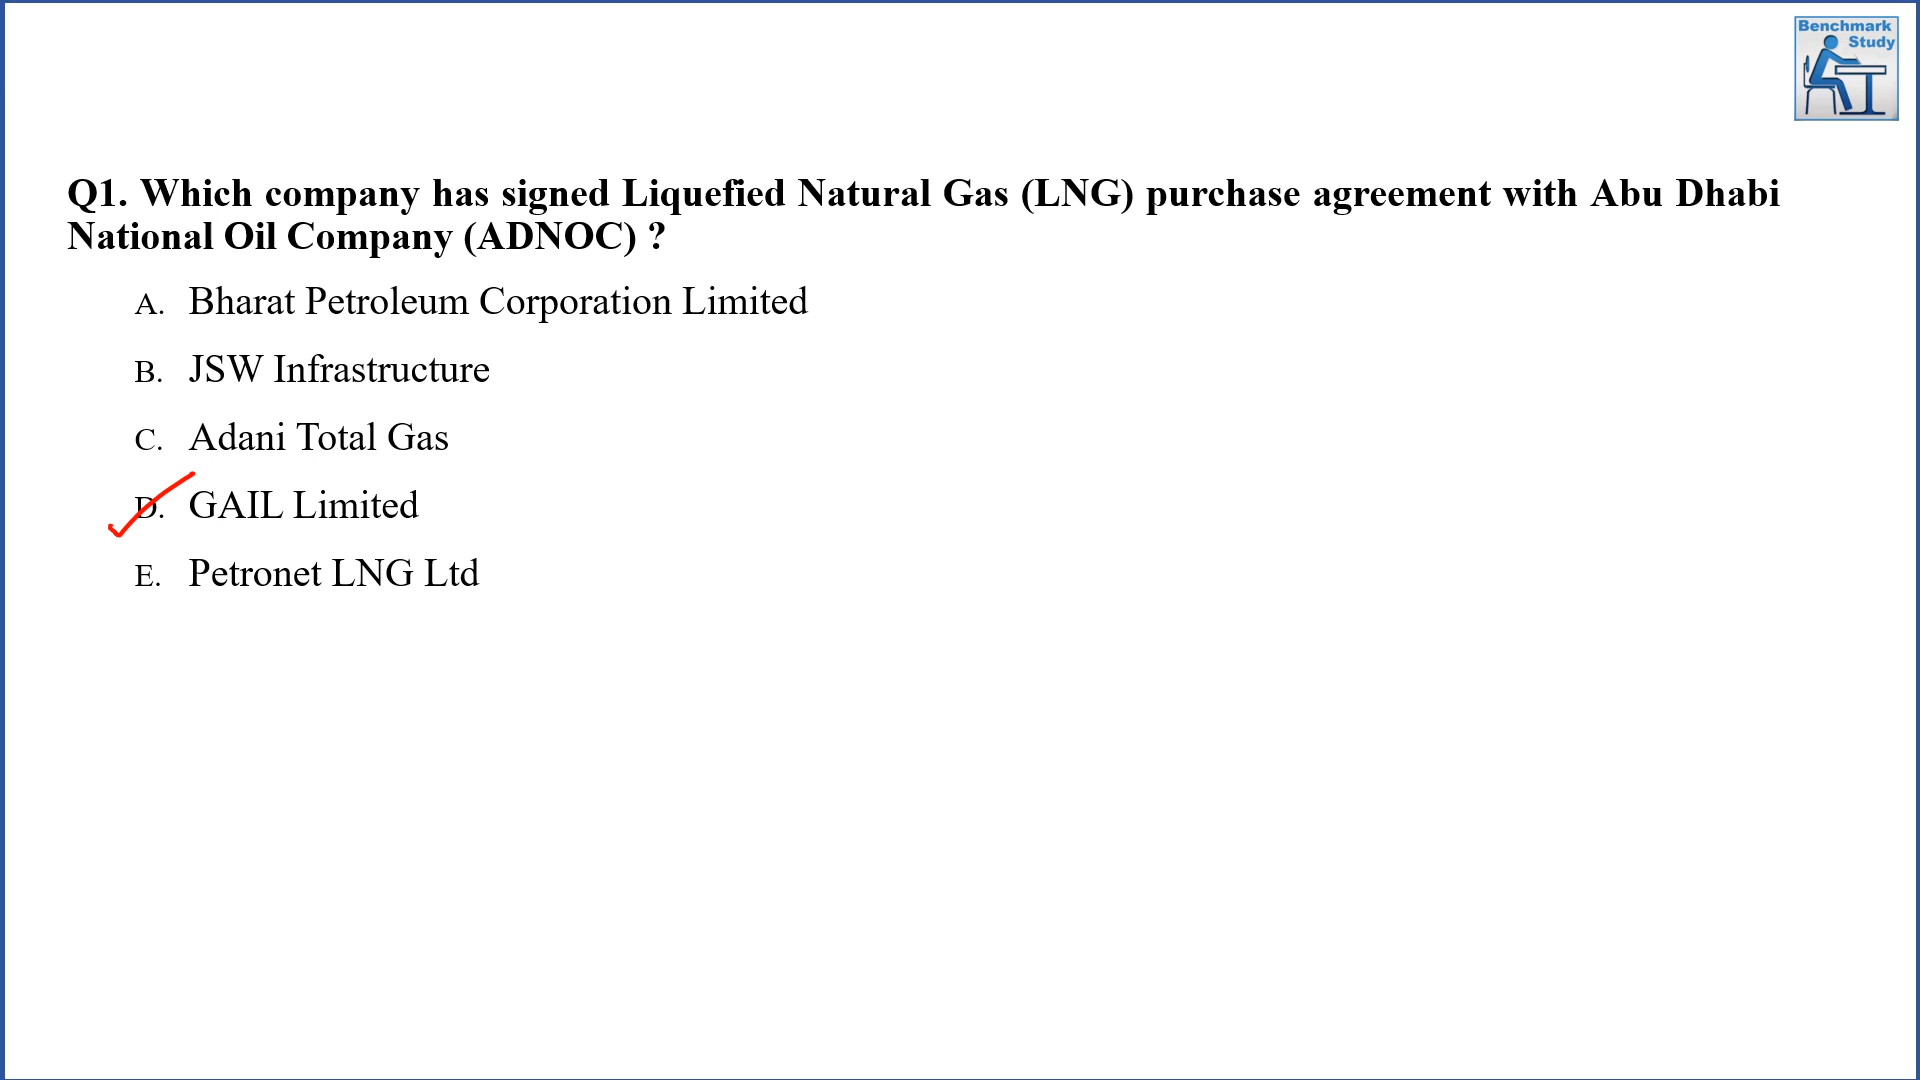 Benchmark
Study
Q1. Which company has signed Liquefied Natural Gas (LNG) purchase agreement with Abu Dhabi
National Oil Company (ADNOC) ?
A. Bharat Petroleum Corporation Limited
B. JSW Infrastructure
C. Adani Total Gas
D. GAIL Limited
E. Petronet LNG Ltd